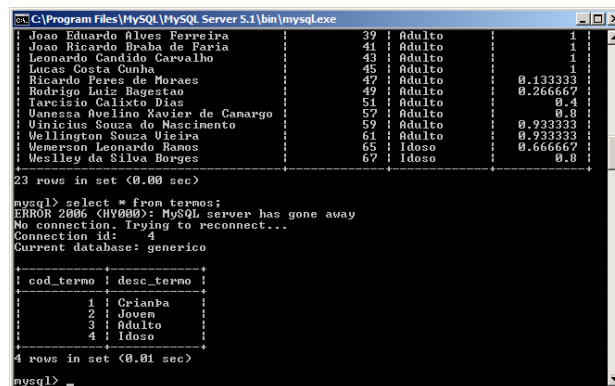 C:\Program Files\MySQL\MySQL Server 5.1\bin\mysql.exe
| Joao Eduardo Alves Ferreira | 39 | Adulto | 1 |
| Joao Ricardo Braba de Faria | 41 | Adulto | 1 |
| Leonardo Candido Carvalho | 43 | Adulto | 1 |
| Lucas Costa Cunha | 45 | Adulto | 1 |
| Ricardo Peres de Moraes | 47 | Adulto | 0.133333 |
| Rodrigo Luiz Bagestao | 49 | Adulto | 0.266667 |
| Tarcisio Calixto Dias | 51 | Adulto | 0.4 |
| Vanessa Avelino Xavier de Camargo | 57 | Adulto | 0.8 |
| Vinicius Souza do Nascimento | 59 | Adulto | 0.933333 |
| Wellington Souza Vieira | 61 | Adulto | 0.933333 |
| Wemerson Leonardo Ramos | 65 | Idoso | 0.666667 |
| Weslley da Silva Borges | 67 | Idoso | 0.8 |
23 rows in set (0.00 sec)
mysql> select * from termos;
ERROR 2006 (HY000): MySQL server has gone away
No connection. Trying to reconnect...
Connection id: 4
Current database: generico
| cod_termo | desc_termo |
| 1 | CrianÞa |
| 2 | Jovem |
| 3 | Adulto |
| 4 | Idoso |
4 rows in set (0.01 sec)
mysql> _